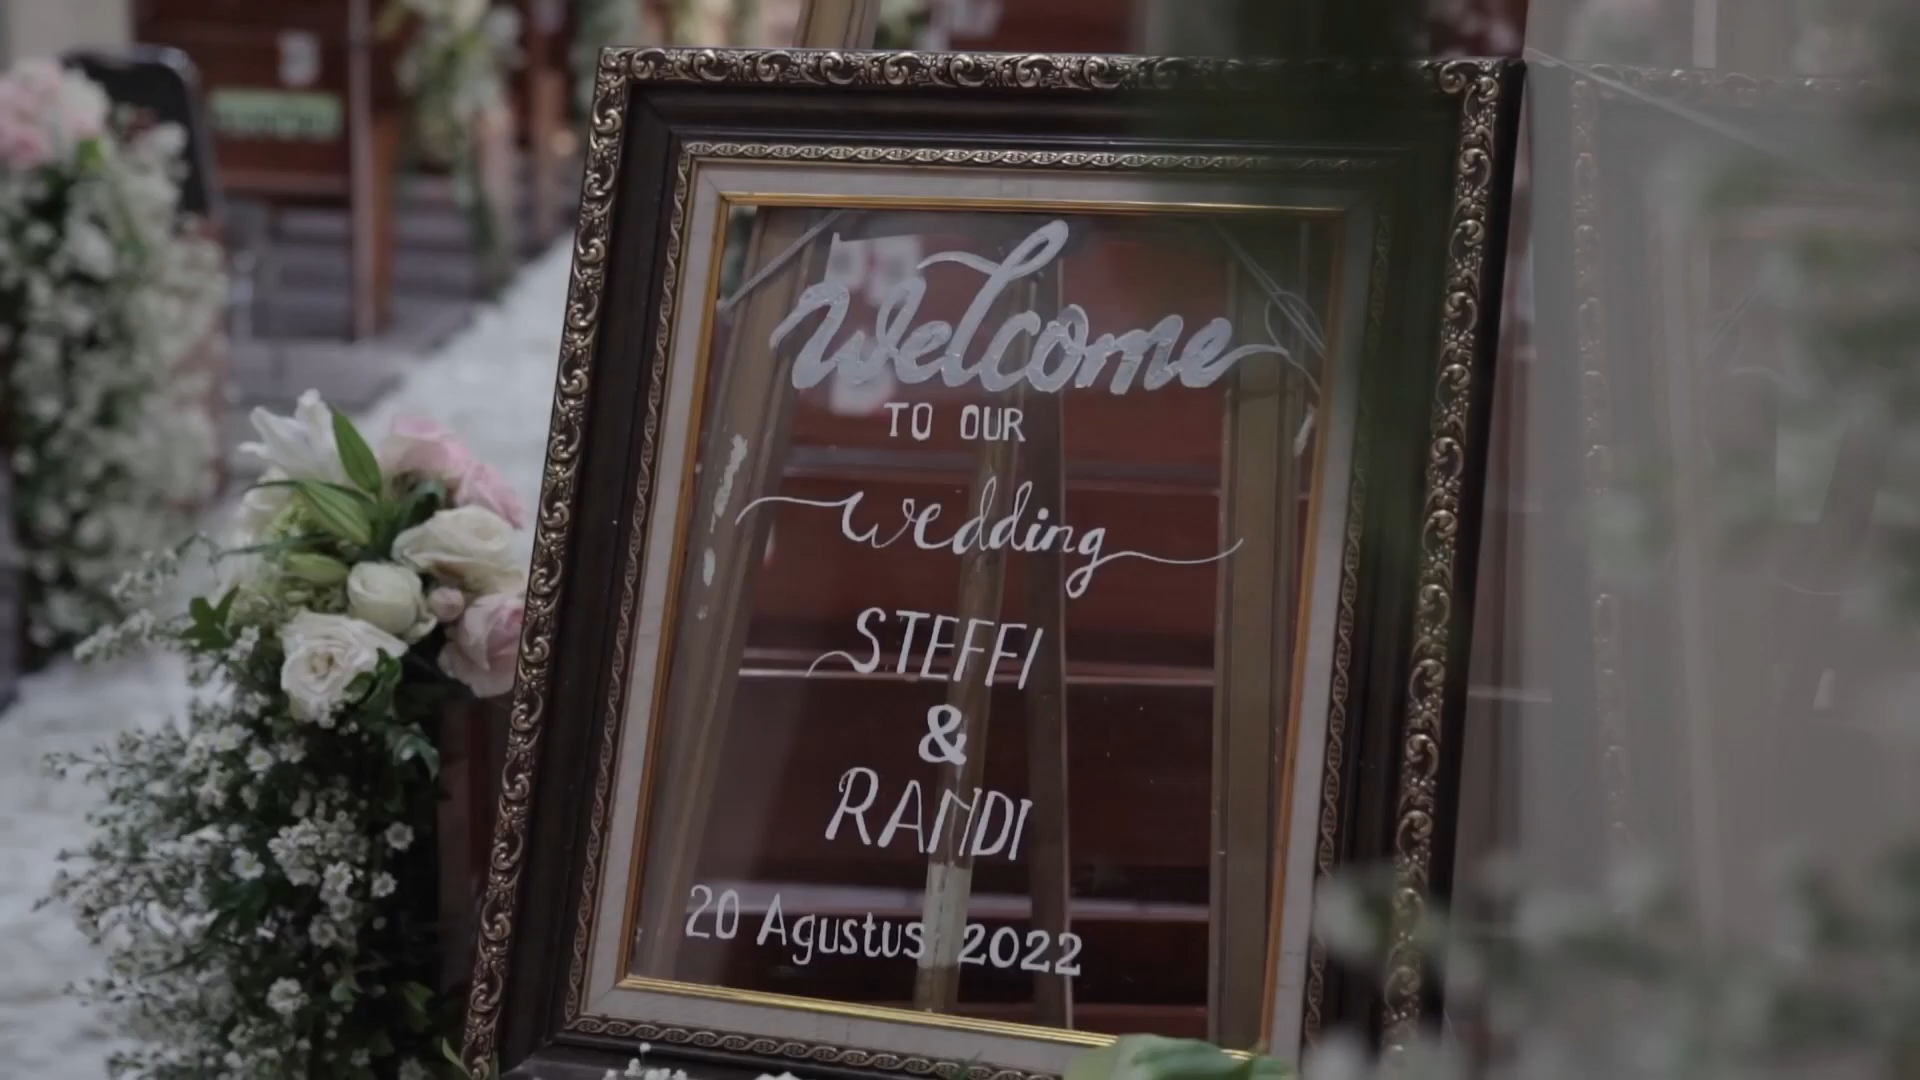 Welcome
TO OUR
wedding
STEFFI
&
RANDI
20 Agustus 2022